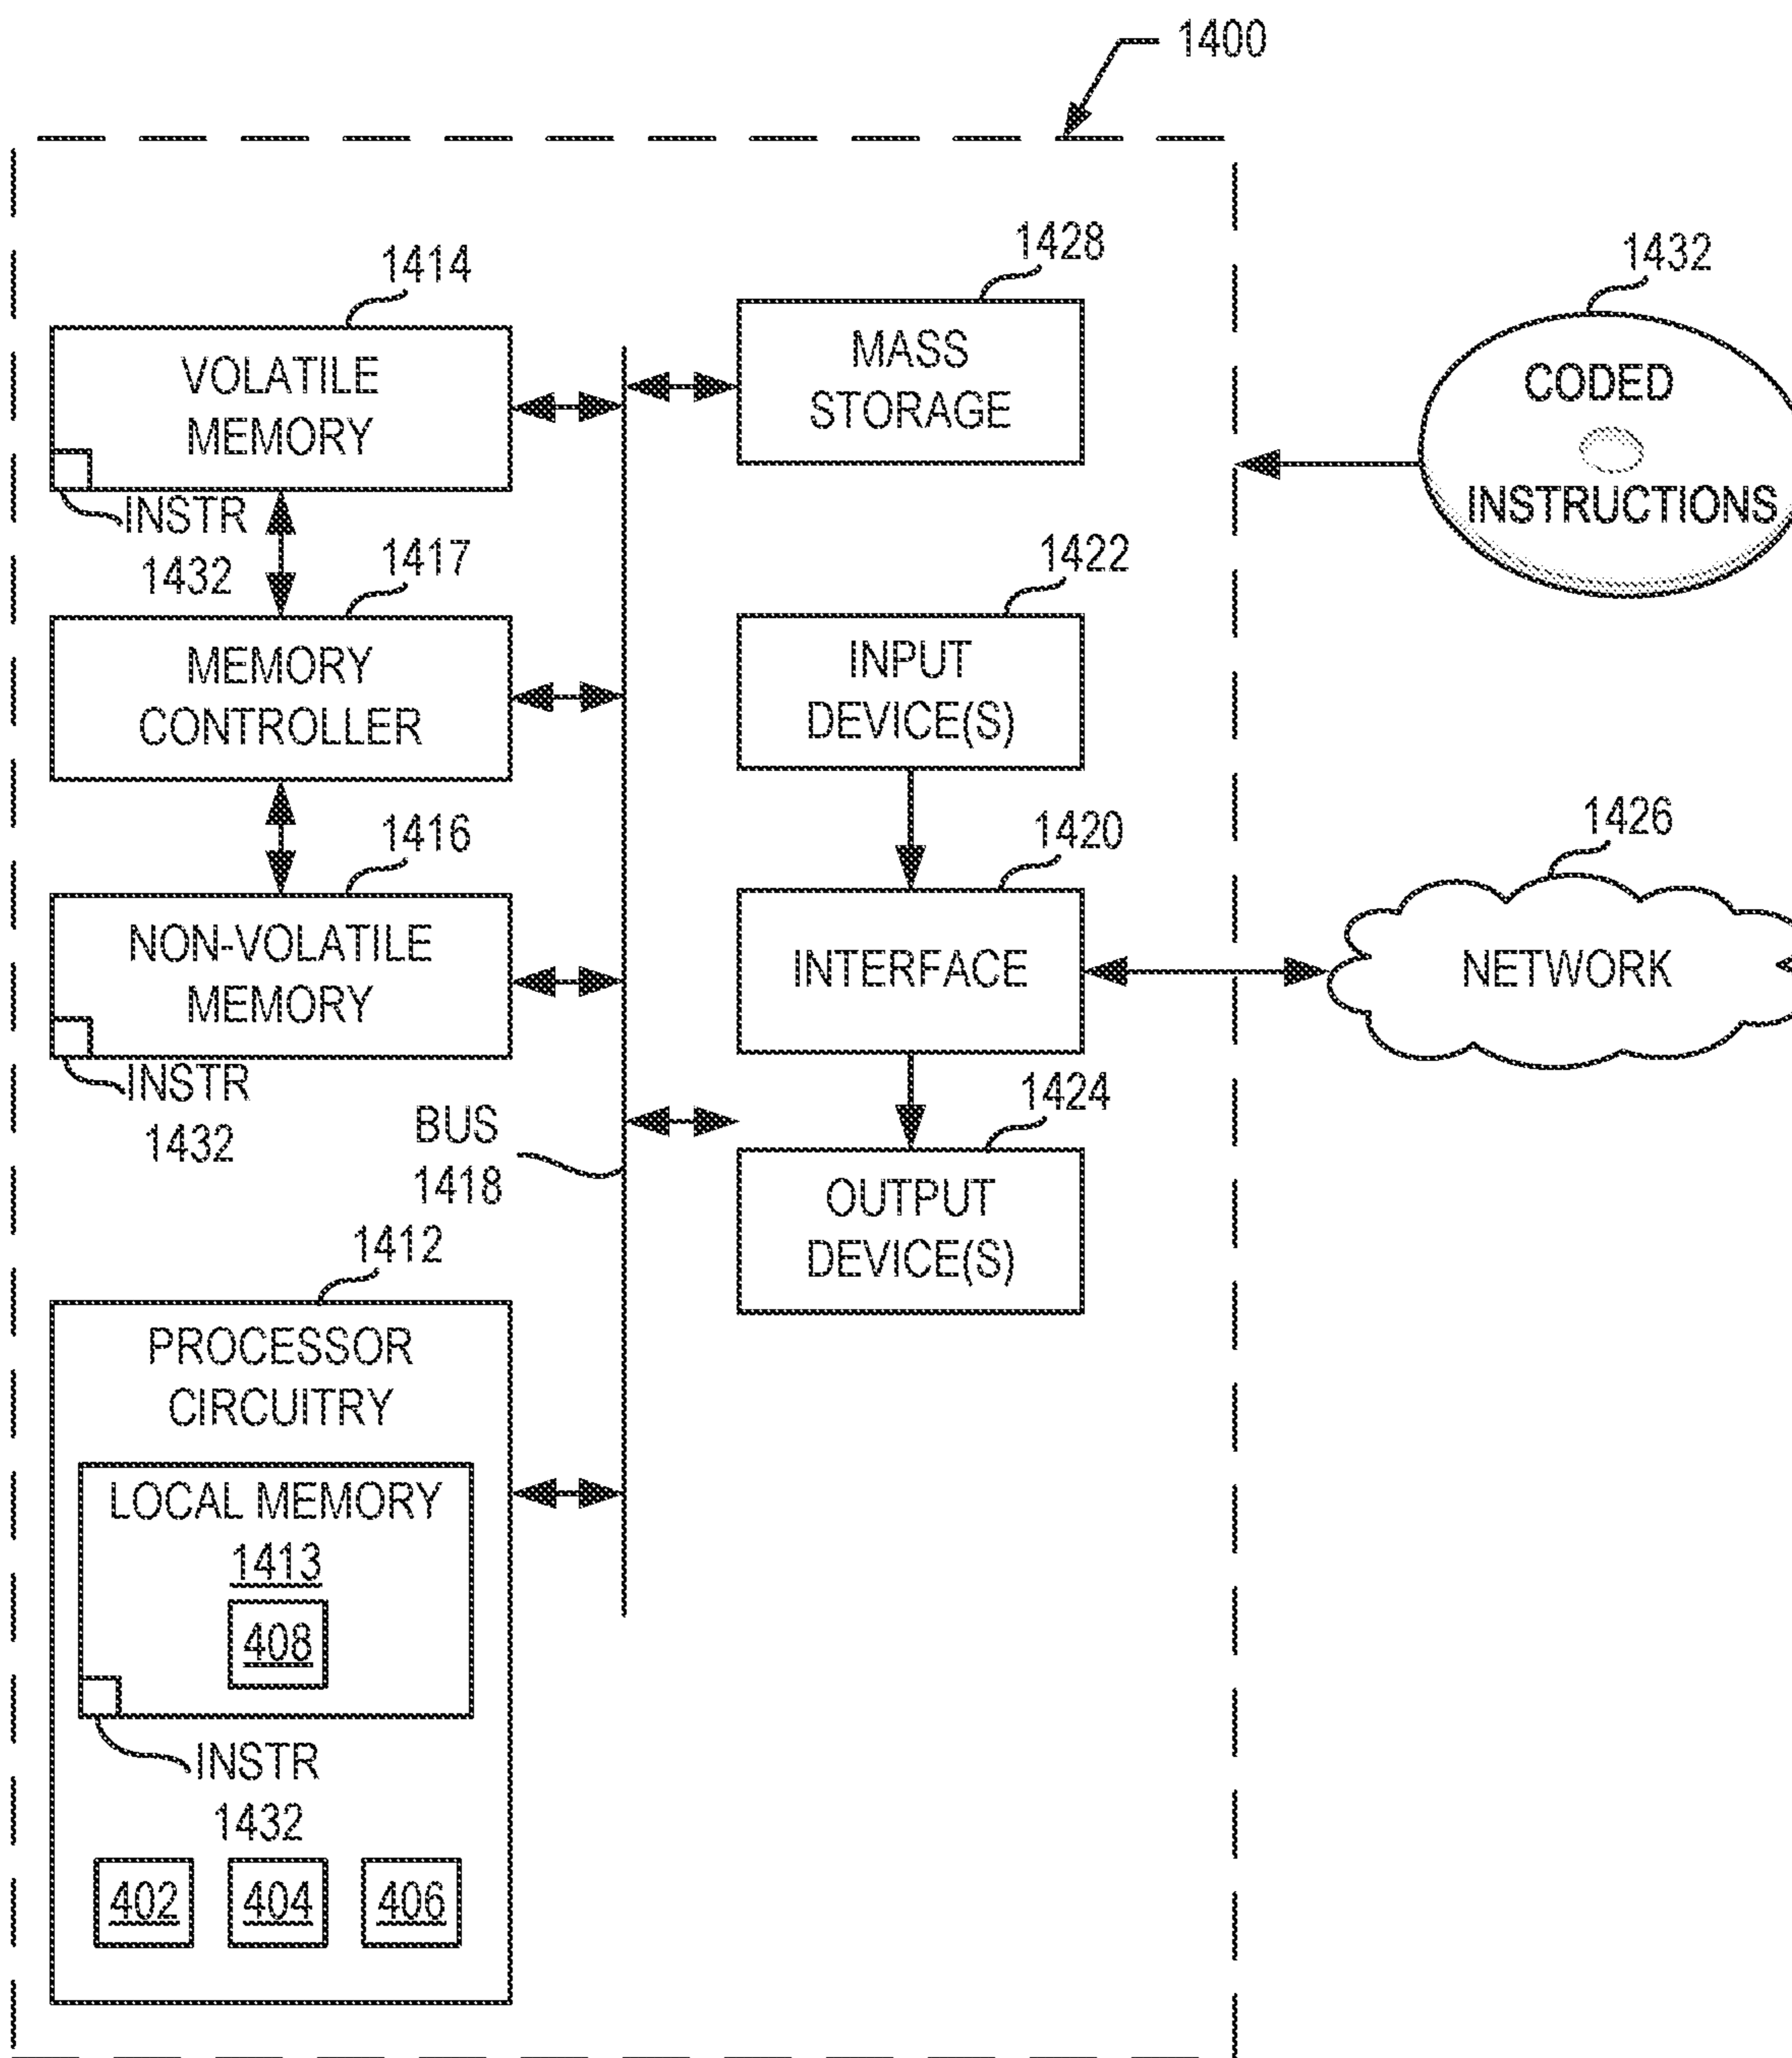 1400
1414
VOLATILE
MEMORY
INSTR
1432
1428
MASS
STORAGE
1432
CODED
INSTRUCTIONS
1417
MEMORY
CONTROLLER
1422
INPUT
DEVICE(S)
1416
NON-VOLATILE
MEMORY
INSTR
1432
1420
INTERFACE
1426
NETWORK
BUS
1418
1424
OUTPUT
DEVICE(S)
1412
PROCESSOR
CIRCUITRY
LOCAL MEMORY
1413
408
INSTR
1432
402
404
406